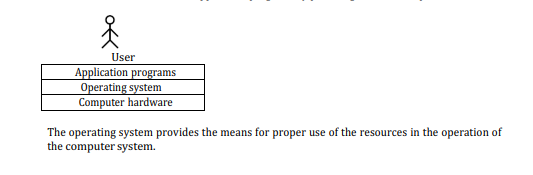 User
Application programs
Operating system
Computer hardware
The operating system provides the means for proper use of the resources in the operation of
the computer system.